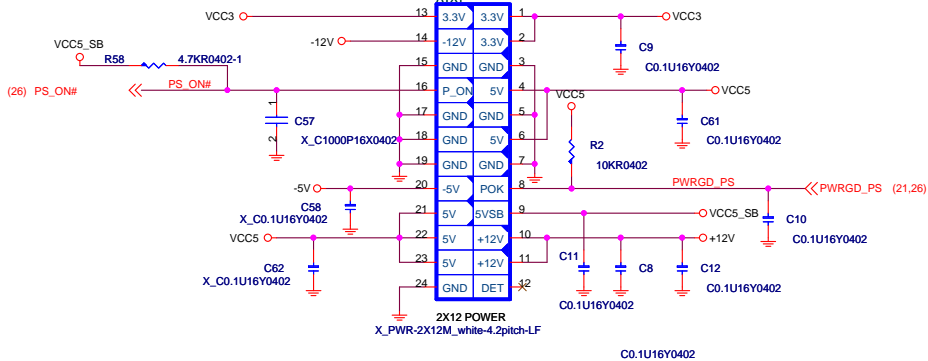 VCC3
13
3.3V
3.3V
1
VCC3
-12V
14
-12V
3.3V
2
C9
C0.1U16Y0402
VCC5_SB
R58
4.7KR0402-1
15
GND
GND
3
(26)
PS_ON#
PS_ON#
16
P_ON
5V
4
VCC5
VCC5
1
C57
2
X_C1000P16X0402
17
GND
GND
5
C61
C0.1U16Y0402
18
GND
5V
6
R2
10KR0402
19
GND
GND
7
-5V
20
-5V
POK
8
PWRGD_PS
PWRGD_PS
(21,26)
C58
X_C0.1U16Y0402
21
5V
5VSB
9
VCC5_SB
C10
C0.1U16Y0402
VCC5
22
5V
+12V
10
+12V
C62
X_C0.1U16Y0402
23
5V
+12V
11
C11
C8
C12
C0.1U16Y0402
C0.1U16Y0402
24
GND
DET
12
2X12 POWER
X_PWR-2X12M_white-4.2pitch-LF
C0.1U16Y0402